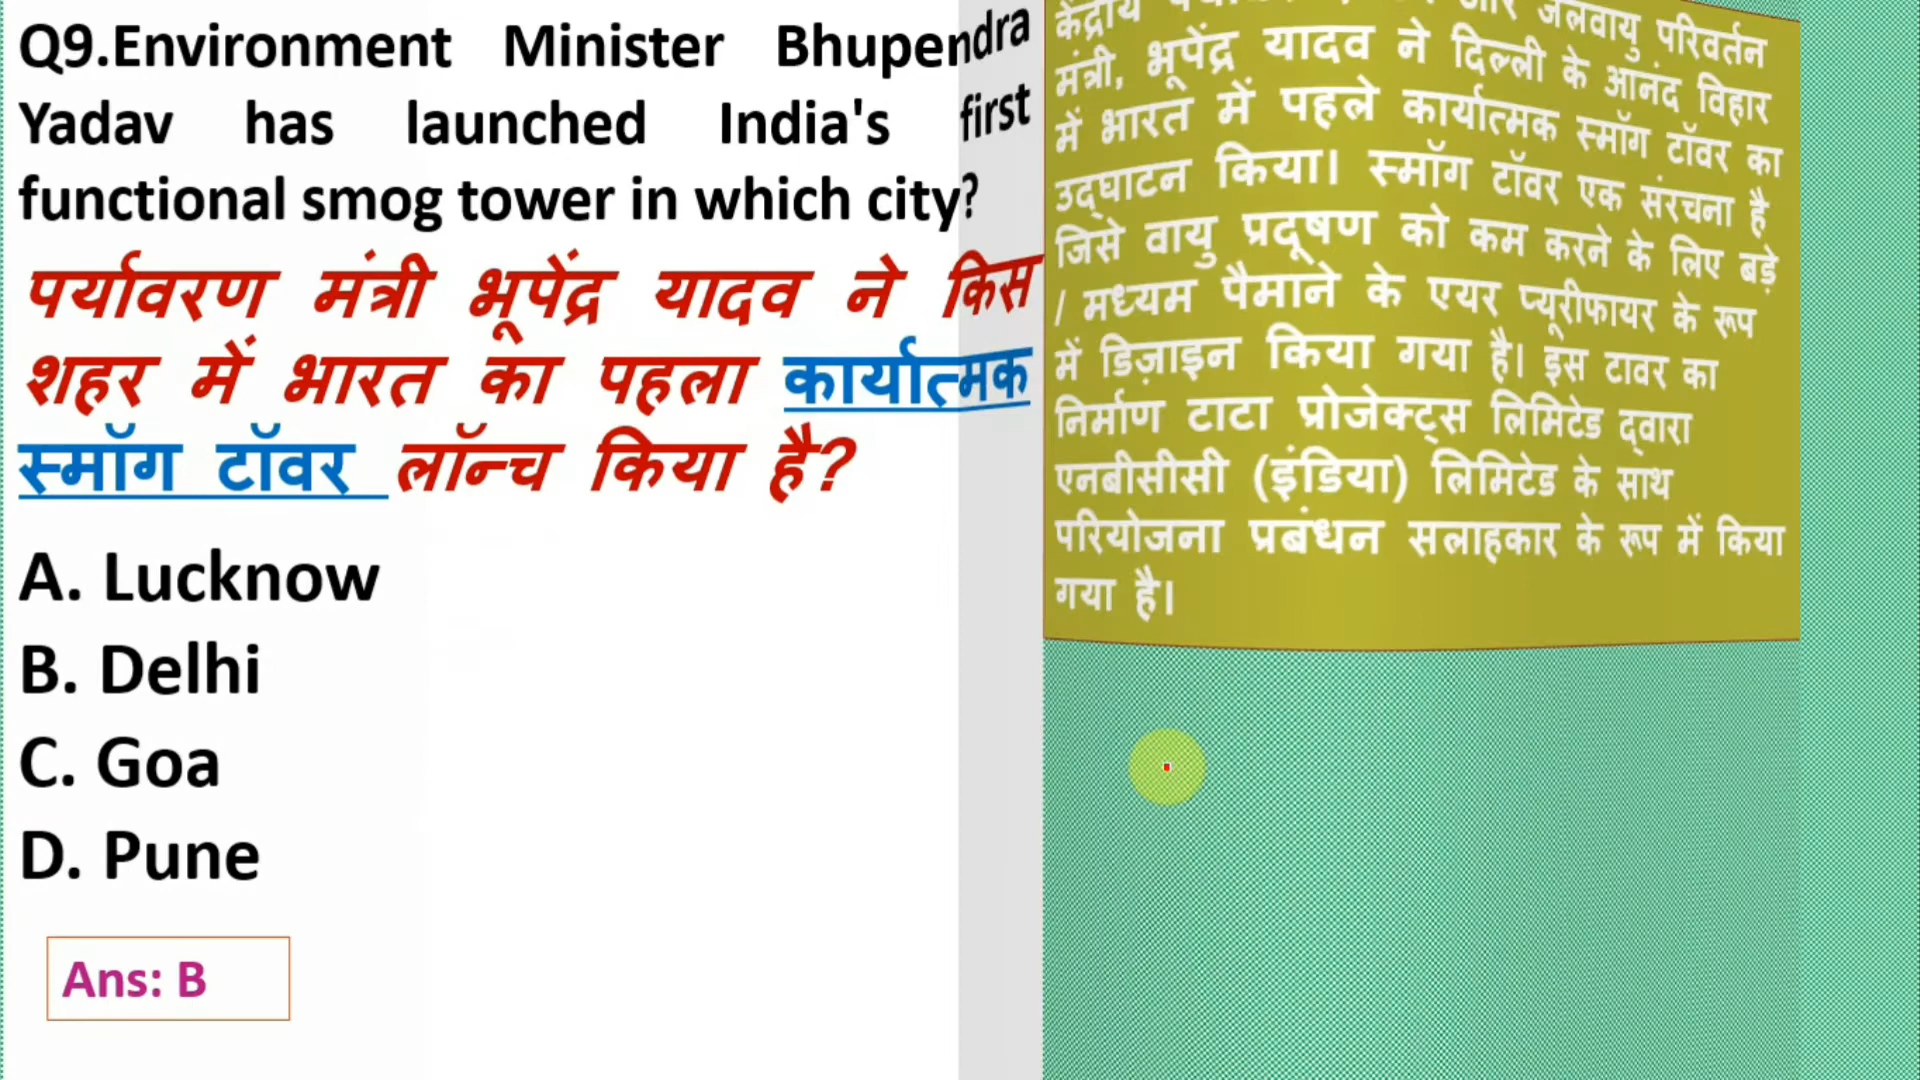 Q9.Environment Minister Bhupendra
Yadav has launched India's first
functional smog tower in which city?
पर्यावरण मंत्री भूपेंद्र यादव ने किस
शहर में भारत का पहला कार्यात्मक
स्मॉग टॉवर लॉन्च किया है?
A. Lucknow
B. Delhi
C. Goa
D. Pune
Ans: B
केंद्रीय और जलवायु परिवर्तन
मंत्री, भूपेंद्र यादव ने दिल्ली के आनंद विहार
में भारत में पहले कार्यात्मक स्मॉग टॉवर का
उद्घाटन किया। स्मॉग टॉवर एक संरचना है
जिसे वायु प्रदूषण को कम करने के लिए बड़े
/ मध्यम पैमाने के एयर प्यूरीफायर के रूप
में डिज़ाइन किया गया है। इस टावर का
निर्माण टाटा प्रोजेक्ट्स लिमिटेड द्वारा
एनबीसीसी (इंडिया) लिमिटेड के साथ
परियोजना प्रबंधन सलाहकार के रूप में किया
गया है।